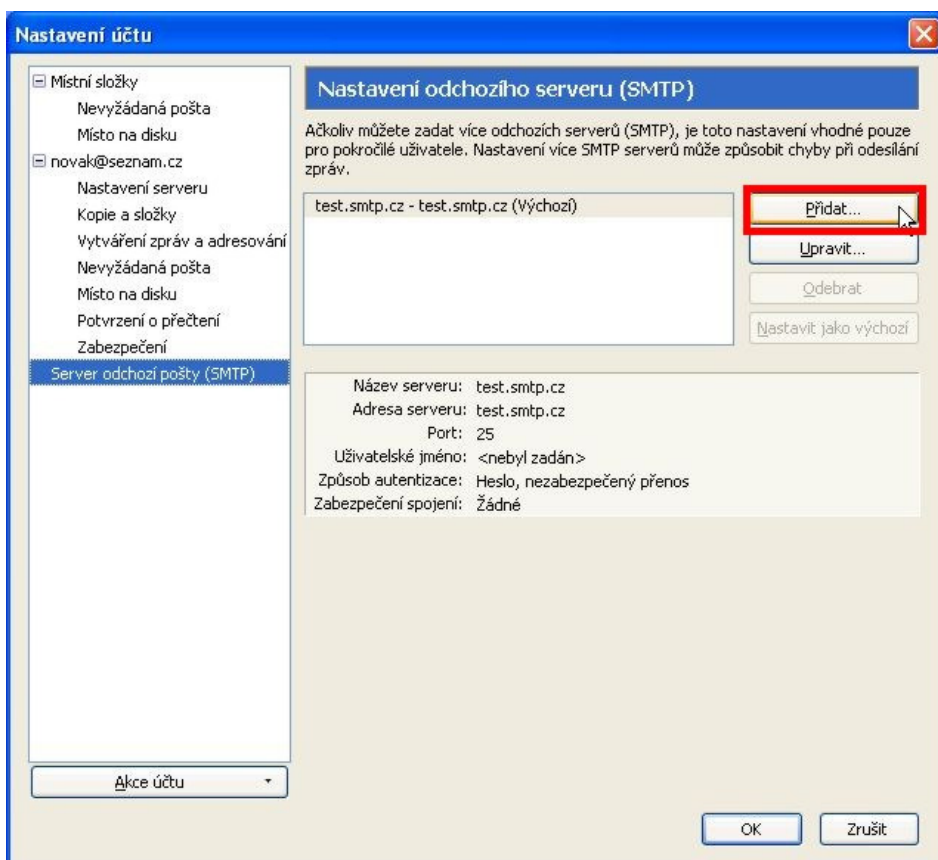 Nastavení účtu
Místní složky
Nevyžádaná pošta
Místo na disku
novak@seznam.cz
Nastavení serveru
Kopie a složky
Vytváření zpráv a adresování
Nevyžádaná pošta
Místo na disku
Potvrzení o přečtení
Zabezpečení
Server odchozí pošty (SMTP)
Akce účtu
Nastavení odchozího serveru (SMTP)
Ačkoliv můžete zadat více odchozích serverů (SMTP), je toto nastavení vhodné pouze
pro pokročilé uživatele. Nastavení více SMTP serverů může způsobit chyby při odesílání
zpráv.
test.smtp.cz - test.smtp.cz (Výchozí)
Přidat...
Upravit...
Odebrat
Nastavit jako výchozí
Název serveru: test.smtp.cz
Adresa serveru: test.smtp.cz
Port: 25
Uživatelské jméno: <nebyl zadán>
Způsob autentizace: Heslo, nezabezpečený přenos
Zabezpečení spojení: Žádné
OK
Zrušit